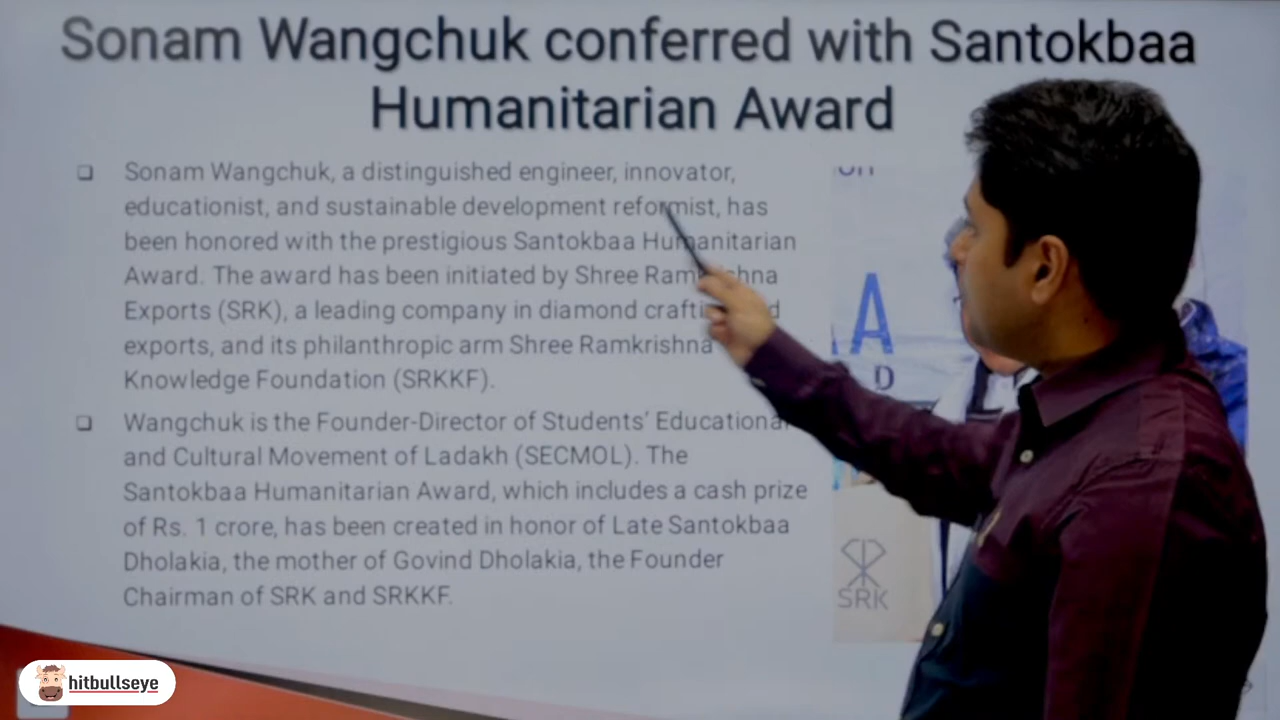 Sonam Wangchuk conferred with Santokbaa
Humanitarian Award
Sonam Wangchuk, a distinguished engineer, innovator,
educationist, and sustainable development reformist, has
been honored with the prestigious Santokbaa Humanitarian
Award. The award has been initiated by Shree
Exports (SRK), a leading company in diamond
exports, and its philanthropic arm Shree Ramkrishna
Knowledge Foundation (SRKKF).
Wangchuk is the Founder-Director of Students’ Educational
and Cultural Movement of Ladakh (SECMOL). The
Santokbaa Humanitarian Award, which includes a cash prize
of Rs. 1 crore, has been created in honor of Late Santokbaa
Dholakia, the mother of Govind Dholakia, the Founder
Chairman of SRK and SRKKF.
A
D
SRK
hitbullseye